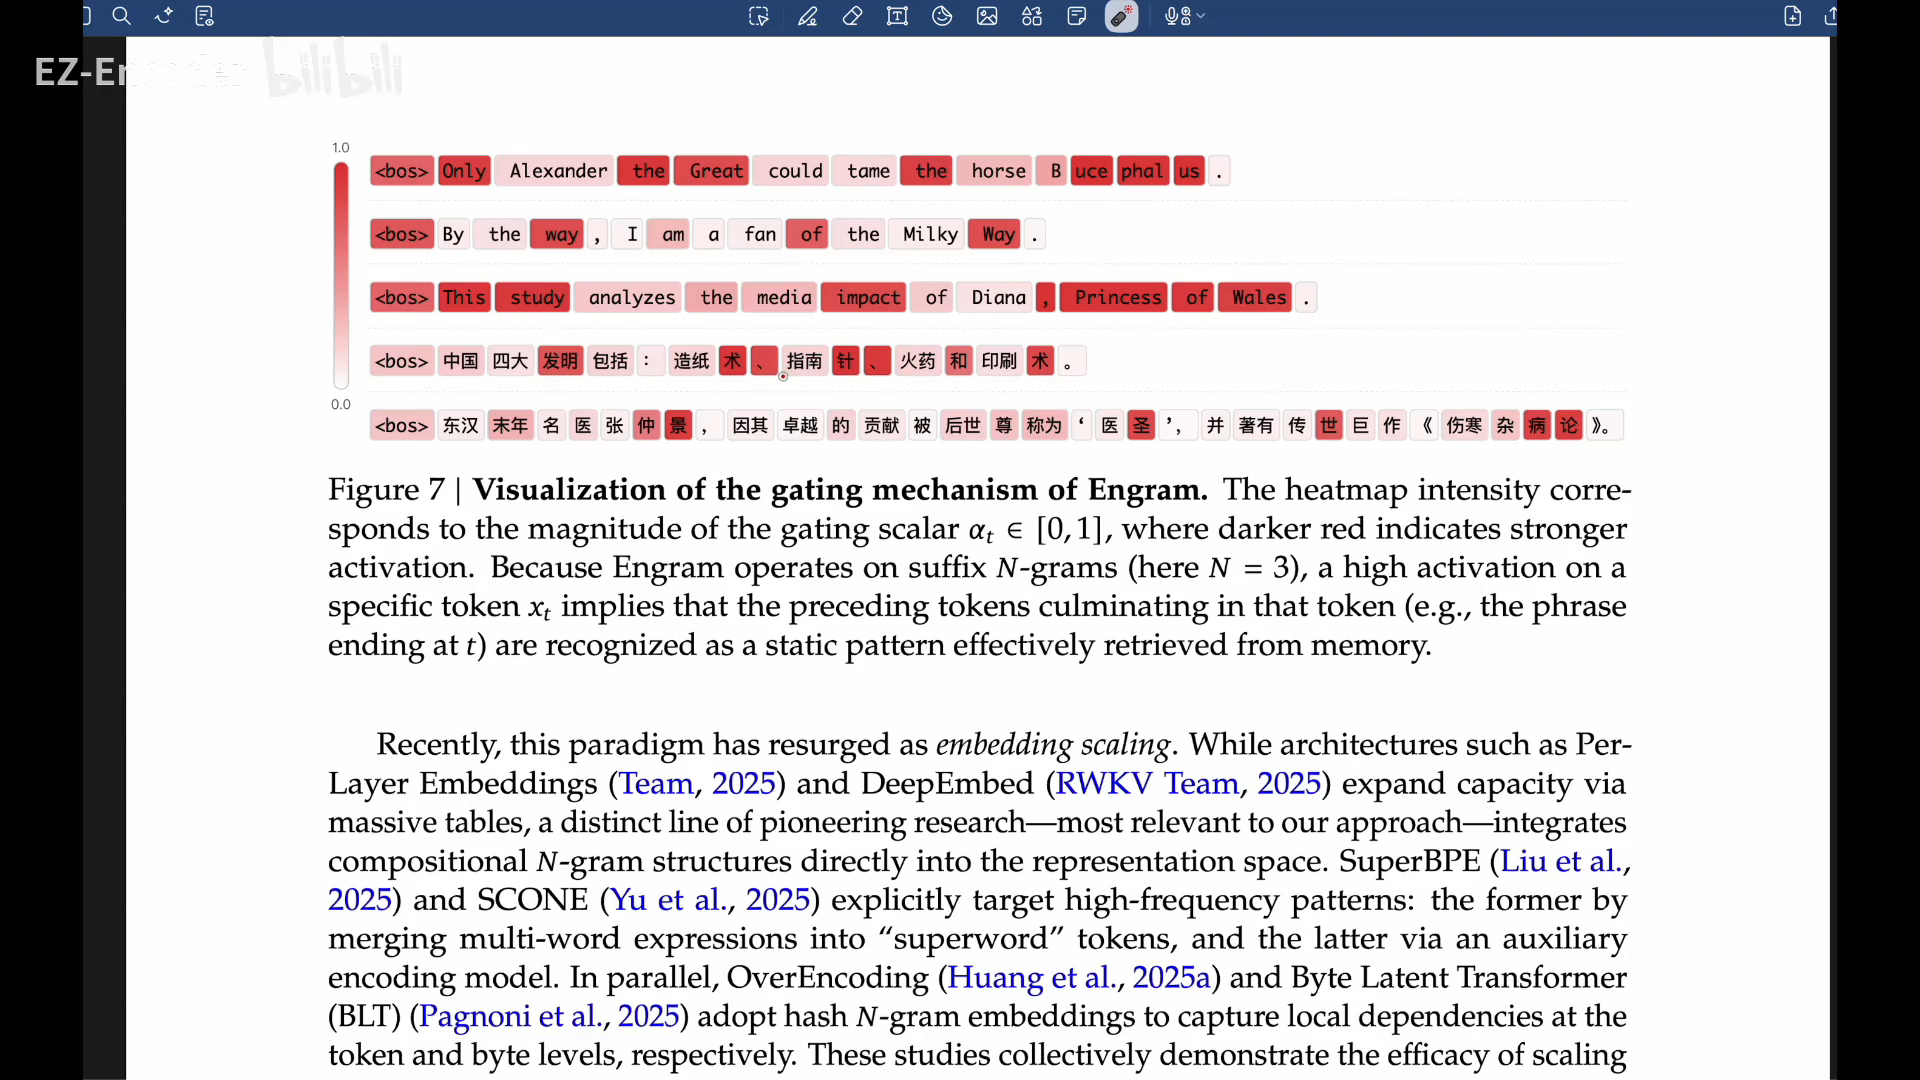 EZ-Encoder bilibili
1.0
<bos> Only Alexander the Great could tame the horse B uce phal us .
<bos> By the way , I am a fan of the Milky Way .
<bos> This study analyzes the media impact of Diana , Princess of Wales .
<bos> 中国 四大 发明 包括 ： 造纸 术 、 指南 针 、 火药 和 印刷 术 。
0.0
<bos> 东汉 末年 名 医 张 仲 景 ， 因其 卓越 的 贡献 被 后世 尊 称为 ‘ 医 圣 ’， 并 著有 传 世 巨 作 《 伤寒 杂 病 论 》。
Figure 7 | Visualization of the gating mechanism of Engram. The heatmap intensity corre-
sponds to the magnitude of the gating scalar αt ∈ [0, 1], where darker red indicates stronger
activation. Because Engram operates on suffix N-grams (here N = 3), a high activation on a
specific token xt implies that the preceding tokens culminating in that token (e.g., the phrase
ending at t) are recognized as a static pattern effectively retrieved from memory.
Recently, this paradigm has resurged as embedding scaling. While architectures such as Per-
Layer Embeddings (Team, 2025) and DeepEmbed (RWKV Team, 2025) expand capacity via
massive tables, a distinct line of pioneering research—most relevant to our approach—integrates
compositional N-gram structures directly into the representation space. SuperBPE (Liu et al.,
2025) and SCONE (Yu et al., 2025) explicitly target high-frequency patterns: the former by
merging multi-word expressions into “superword” tokens, and the latter via an auxiliary
encoding model. In parallel, OverEncoding (Huang et al., 2025a) and Byte Latent Transformer
(BLT) (Pagnoni et al., 2025) adopt hash N-gram embeddings to capture local dependencies at the
token and byte levels, respectively. These studies collectively demonstrate the efficacy of scaling